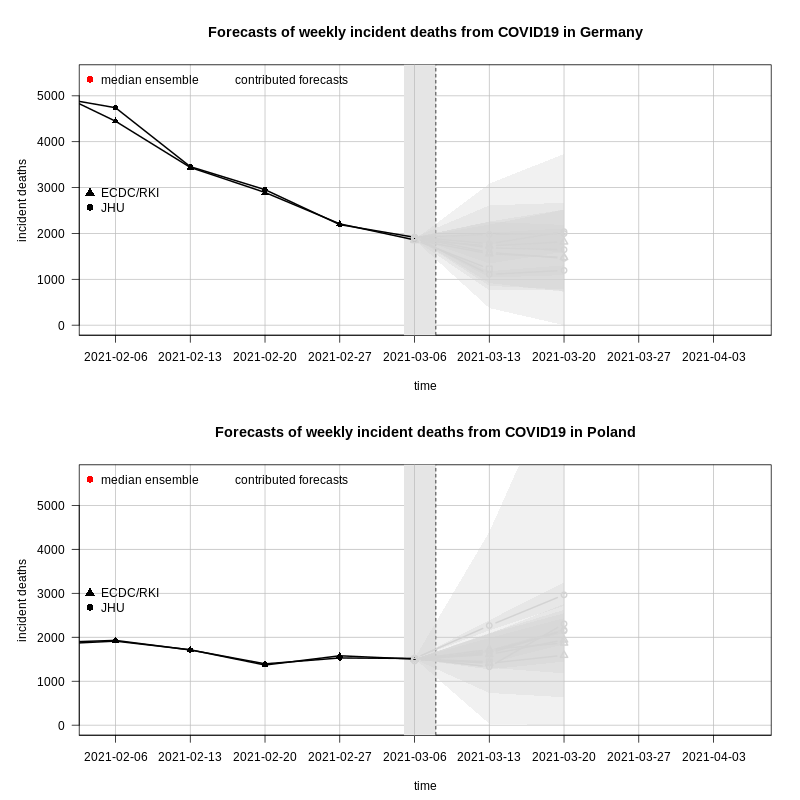 Forecasts of weekly incident deaths from COVID19 in Germany
median ensemble contributed forecasts
5000
4000
3000
2000
1000
0
incident deaths
ECDC/RKI
JHU
2021-02-06 2021-02-13 2021-02-20 2021-02-27 2021-03-06 2021-03-13 2021-03-20 2021-03-27 2021-04-03
time
Forecasts of weekly incident deaths from COVID19 in Poland
median ensemble contributed forecasts
5000
4000
3000
2000
1000
0
incident deaths
ECDC/RKI
JHU
2021-02-06 2021-02-13 2021-02-20 2021-02-27 2021-03-06 2021-03-13 2021-03-20 2021-03-27 2021-04-03
time